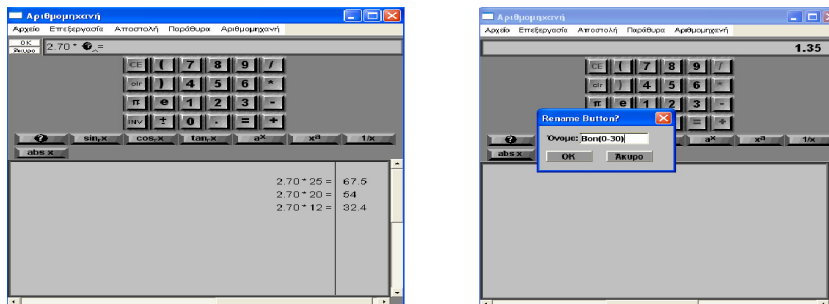 Αριθμομηχανή
Αρχείο Επεξεργασία Αποστολή Παράθυρα Αριθμομηχανή
OK
Άκυρο
2.70 * ? =
CE ( 7 8 9 /
clr ) 4 5 6 *
π e 1 2 3 -
INV ± 0 . = +
? sin,x cos,x tan,x a^x x^a 1/x
abs x
2.70 * 25 = 67.5
2.70 * 20 = 54
2.70 * 12 = 32.4
Αριθμομηχανή
Αρχείο Επεξεργασία Αποστολή Παράθυρα Αριθμομηχανή
1.35
CE ( 7 8 9 /
clr ) 4 5 6 *
π e 1 2 3 -
Rename Button?
Όνομα: Bon(0-30)
OK Άκυρο
= +
? a^x x^a 1/x
abs x